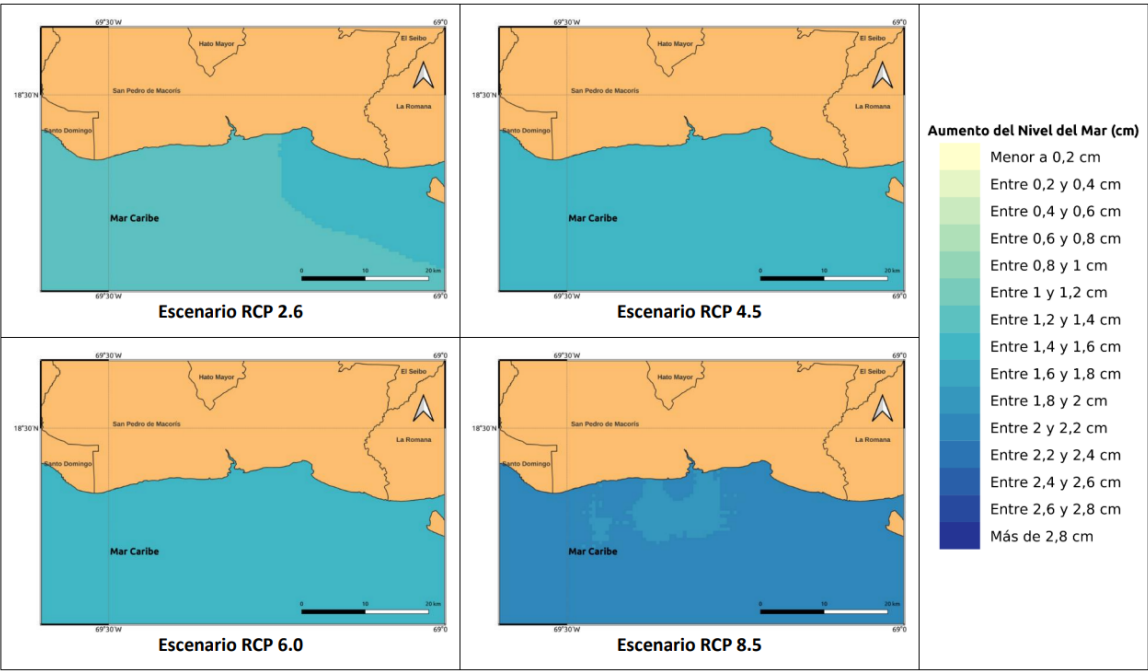 69°30'W 69°0'
El Seibo
Hato Mayor
18°30'N
San Pedro de Macorís
La Romana
Santo Domingo
Mar Caribe
0 10 20 km
69°30'W 69°0'
Escenario RCP 2.6
69°30'W 69°0'
El Seibo
Hato Mayor
18°30'N
San Pedro de Macorís
La Romana
Santo Domingo
Mar Caribe
0 10 20 km
69°30'W 69°0'
Escenario RCP 4.5
69°30'W 69°0'
El Seibo
Hato Mayor
18°30'N
San Pedro de Macorís
La Romana
Santo Domingo
Mar Caribe
0 10 20 km
69°30'W 69°0'
Escenario RCP 6.0
69°30'W 69°0'
El Seibo
Hato Mayor
18°30'N
San Pedro de Macorís
La Romana
Santo Domingo
Mar Caribe
0 10 20 km
69°30'W 69°0'
Escenario RCP 8.5
Aumento del Nivel del Mar (cm)
Menor a 0,2 cm
Entre 0,2 y 0,4 cm
Entre 0,4 y 0,6 cm
Entre 0,6 y 0,8 cm
Entre 0,8 y 1 cm
Entre 1 y 1,2 cm
Entre 1,2 y 1,4 cm
Entre 1,4 y 1,6 cm
Entre 1,6 y 1,8 cm
Entre 1,8 y 2 cm
Entre 2 y 2,2 cm
Entre 2,2 y 2,4 cm
Entre 2,4 y 2,6 cm
Entre 2,6 y 2,8 cm
Más de 2,8 cm